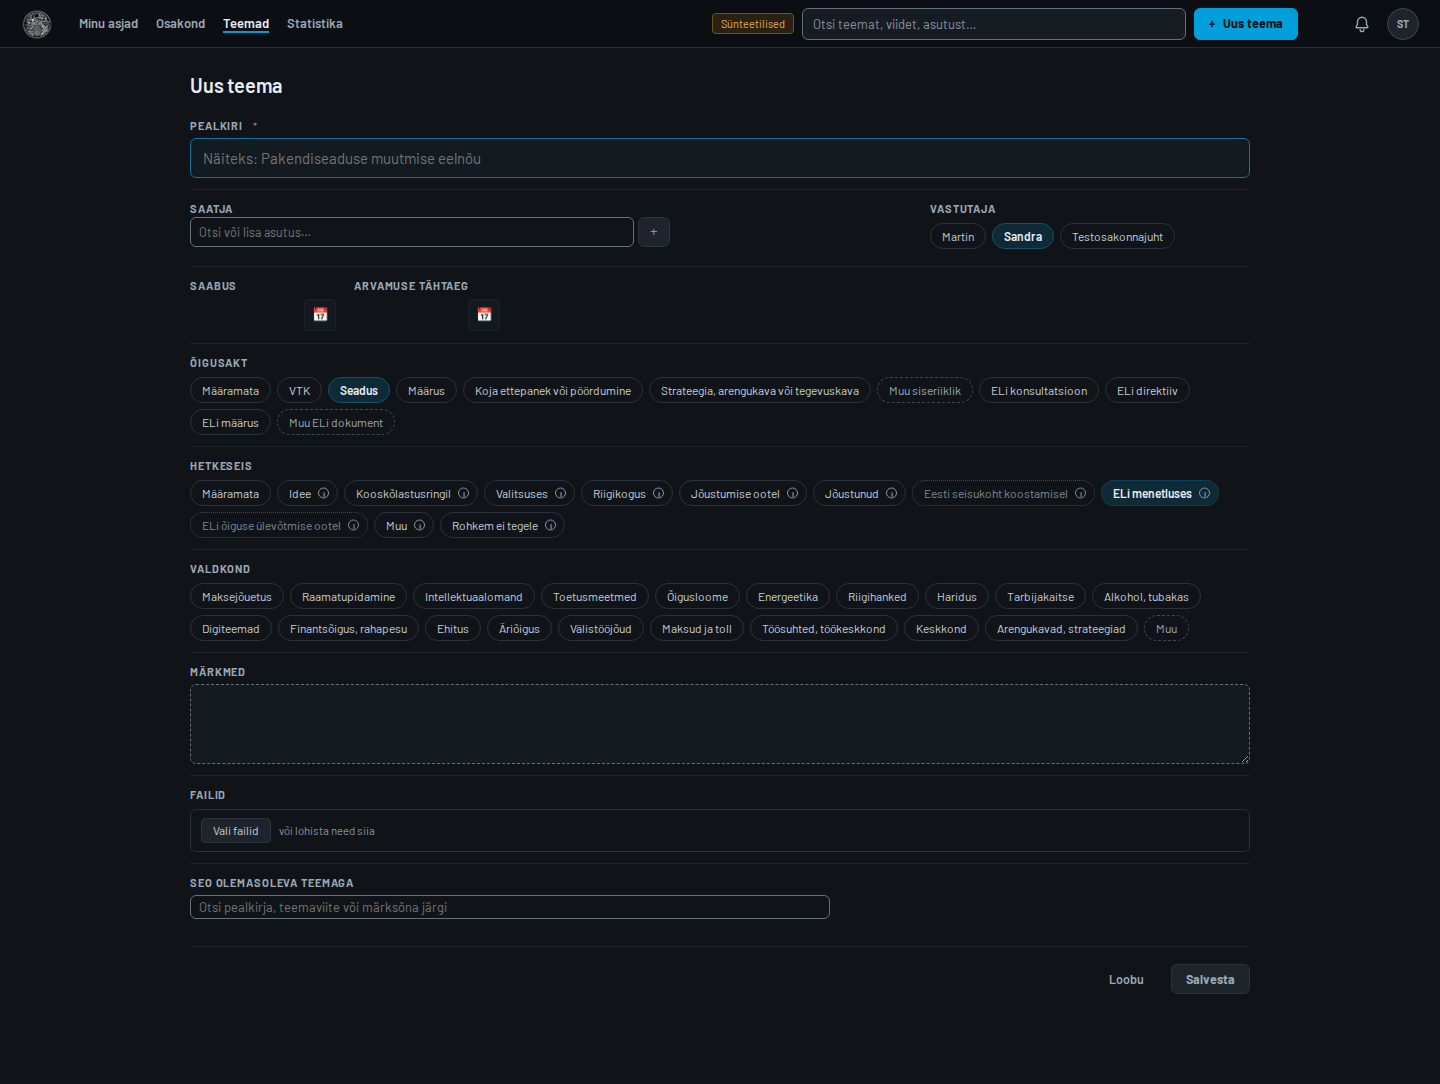 Minu asjad Osakond Teemad Statistika Sünteetilised Otsi teemat, viidet, asutust... + Uus teema ST
Uus teema
PEALKIRI *
Näiteks: Pakendiseaduse muutmise eelnõu
SAATJA VASTUTAJA
Otsi või lisa asutus... + Martin Sandra Testosakonnajuht
SAABUS ARVAMUSE TÄHTAEG
ÕIGUSAKT
Määramata VTK Seadus Määrus Koja ettepanek või pöördumine Strateegia, arengukava või tegevuskava Muu siseriiklik ELi konsultatsioon ELi direktiiv
ELi määrus Muu ELi dokument
HETKESEIS
Määramata Idee Kooskõlastusringil Valitsuses Riigikogus Jõustumise ootel Jõustunud Eesti seisukoht koostamisel ELi menetluses
ELi õiguse ülevõtmise ootel Muu Rohkem ei tegele
VALDKOND
Maksejõuetus Raamatupidamine Intellektuaalomand Toetusmeetmed Õigusloome Energeetika Riigihanked Haridus Tarbijakaitse Alkohol, tubakas
Digiteemad Finantsõigus, rahapesu Ehitus Äriõigus Välistööjõud Maksud ja toll Töösuhted, töökeskkond Keskkond Arengukavad, strateegiad Muu
MÄRKMED
FAILID
Vali failid või lohista need siia
SEO OLEMASOLEVA TEEMAGA
Otsi pealkirja, teemaviite või märksõna järgi
Loobu Salvesta